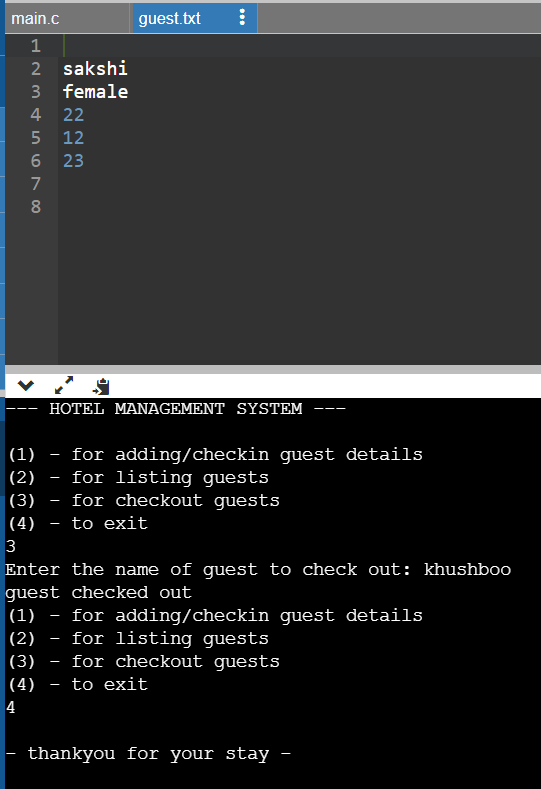 main.c guest.txt
1
2 sakshi
3 female
4 22
5 12
6 23
7
8
--- HOTEL MANAGEMENT SYSTEM ---
(1) - for adding/checkin guest details
(2) - for listing guests
(3) - for checkout guests
(4) - to exit
3
Enter the name of guest to check out: khushboo
guest checked out
(1) - for adding/checkin guest details
(2) - for listing guests
(3) - for checkout guests
(4) - to exit
4
- thankyou for your stay -